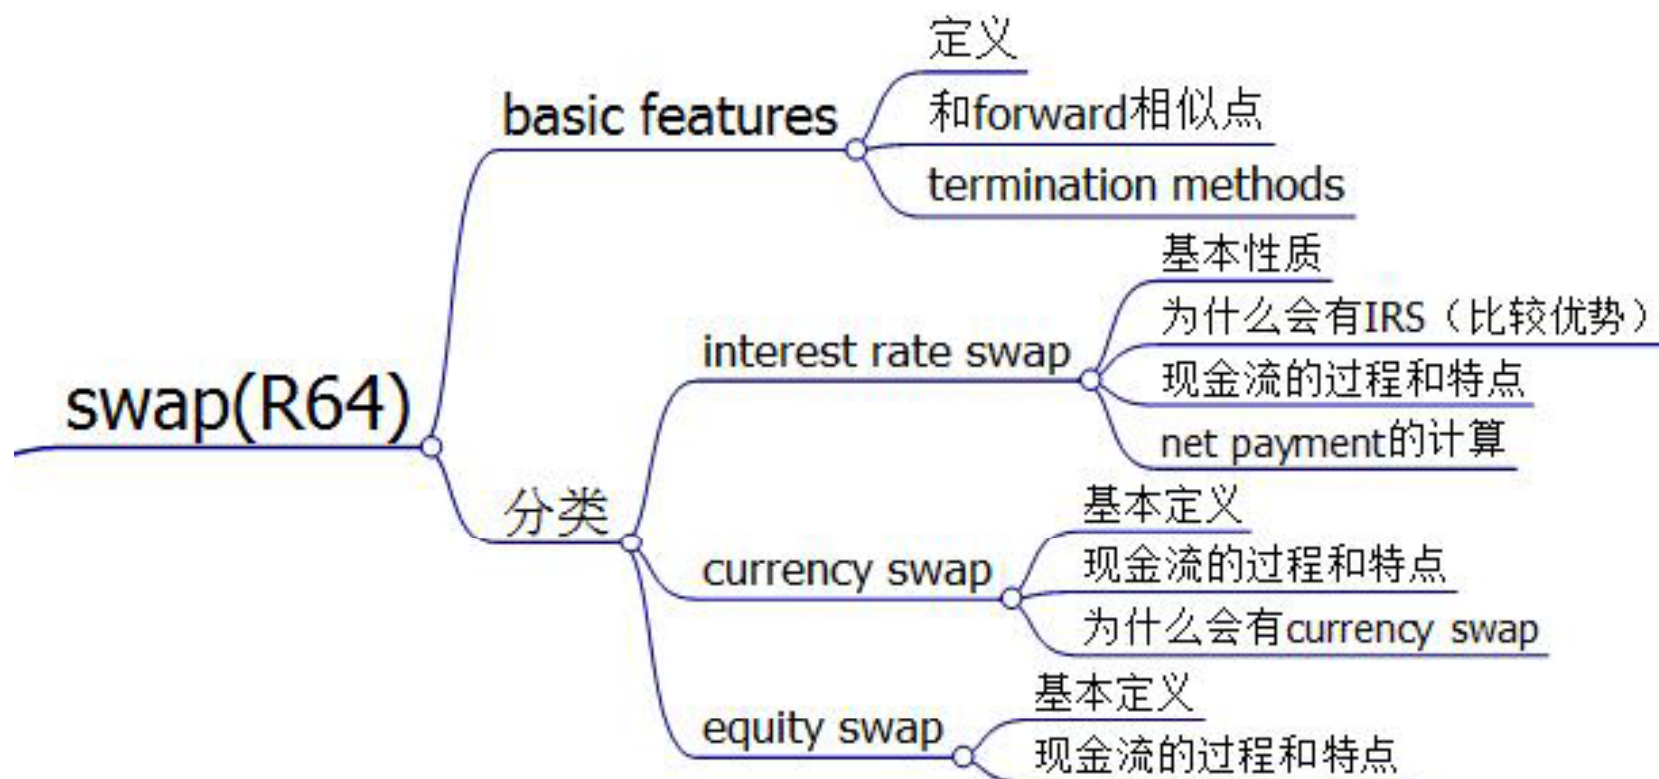 swap(R64)
basic features
定义
和forward相似点
termination methods
分类
interest rate swap
基本性质
为什么会有IRS（比较优势）
现金流的过程和特点
net payment的计算
currency swap
基本定义
现金流的过程和特点
为什么会有currency swap
equity swap
基本定义
现金流的过程和特点